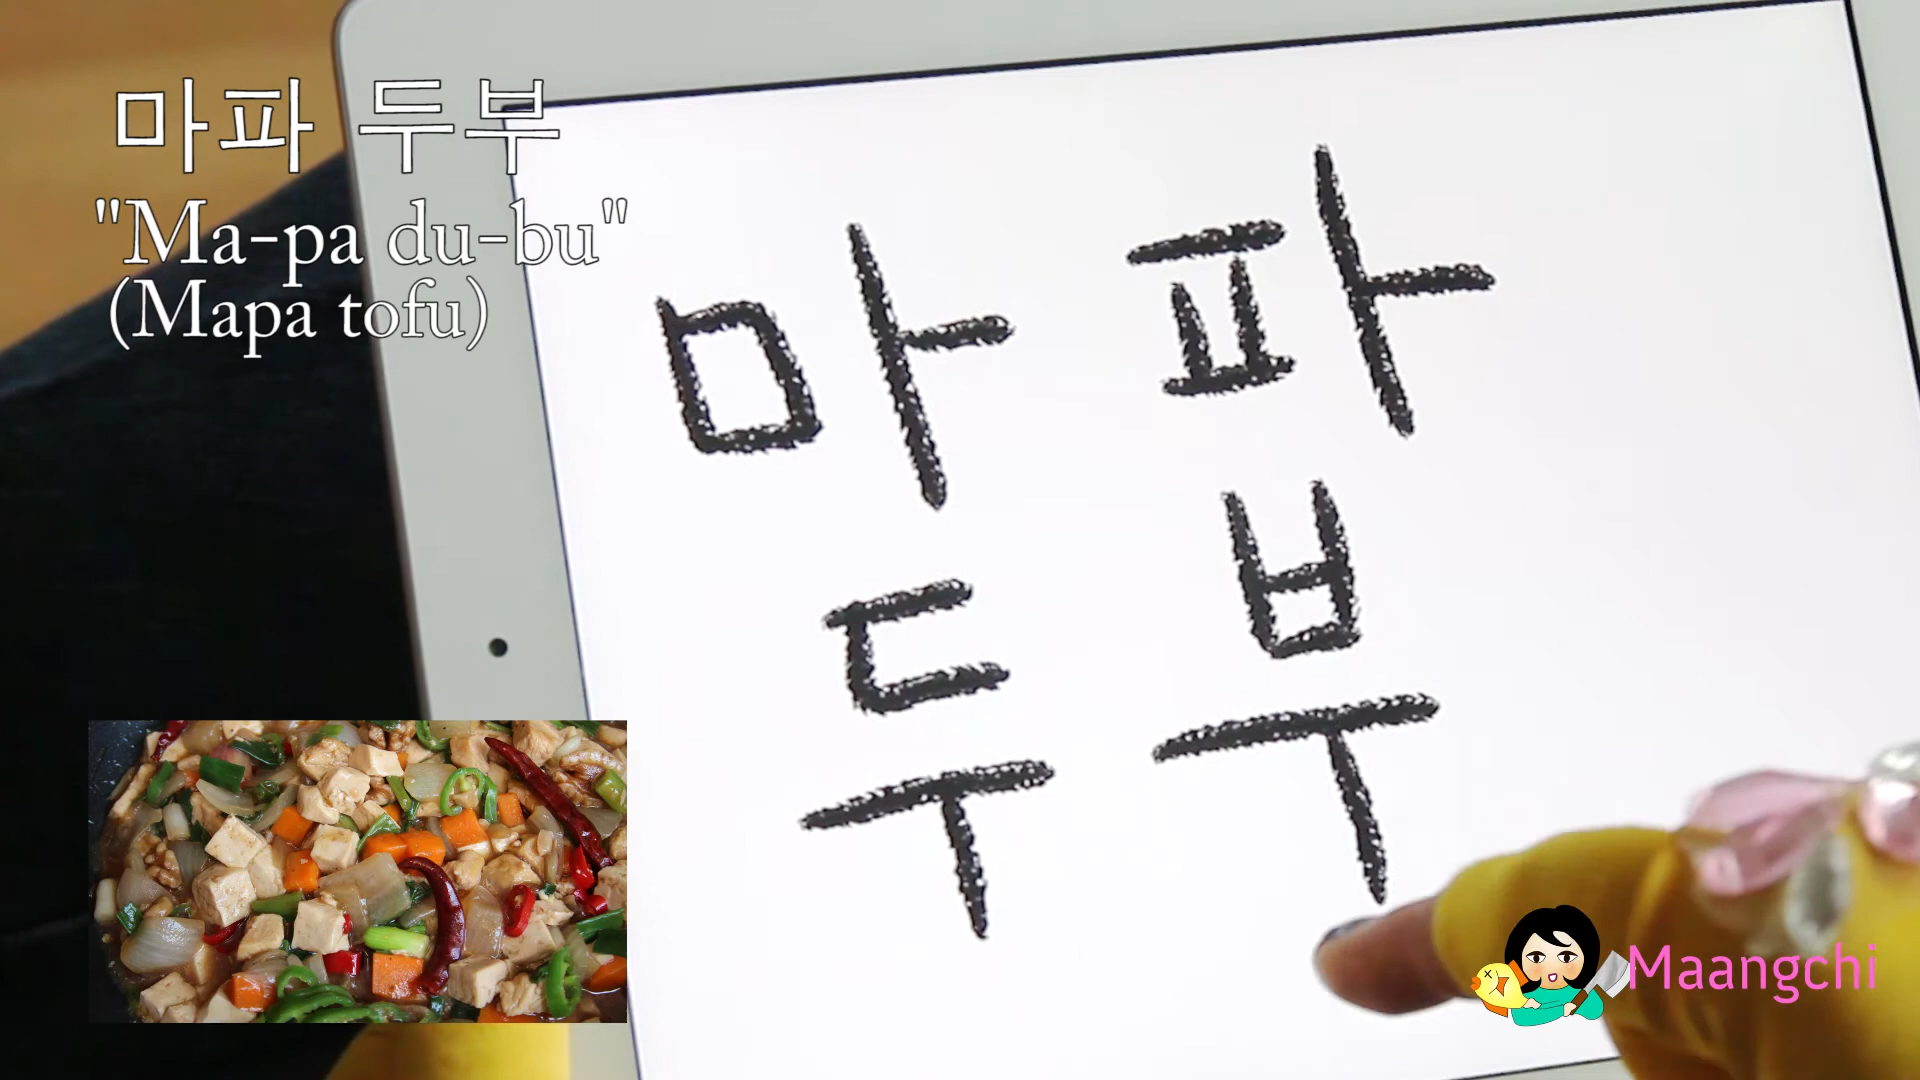 마파 두부
"Ma-pa du-bu"
(Mapa tofu)
마 파
두 부
Maangchi